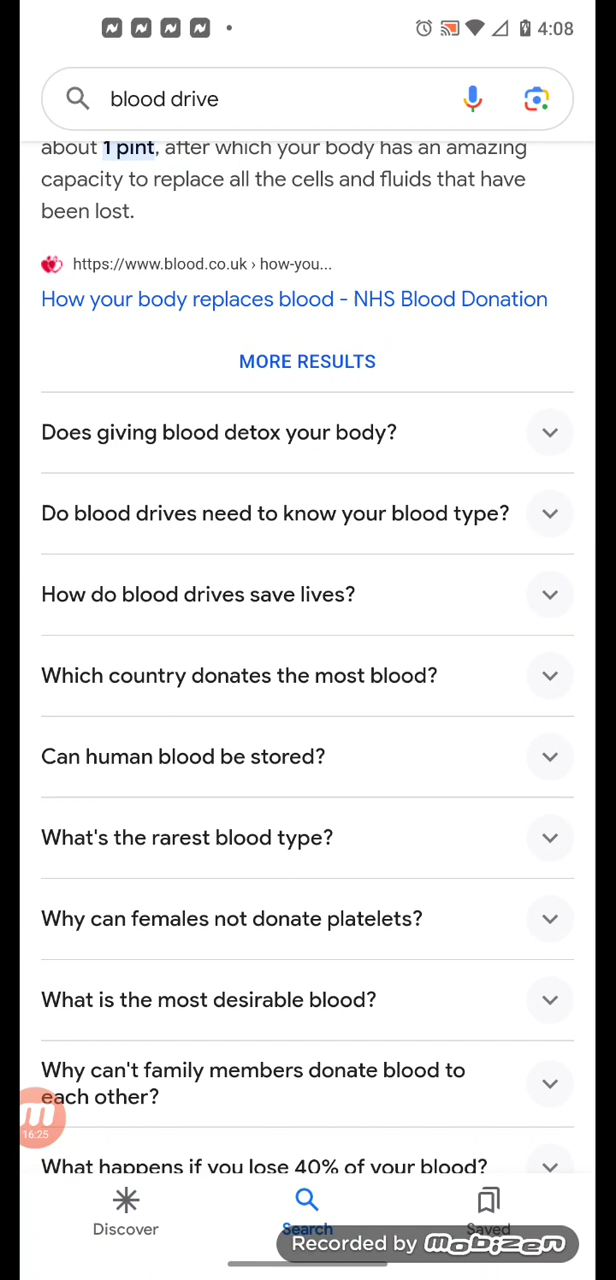 4:08
blood drive
about 1 pint, after which your body has an amazing
capacity to replace all the cells and fluids that have
been lost.
https://www.blood.co.uk › how-you...
How your body replaces blood - NHS Blood Donation
MORE RESULTS
Does giving blood detox your body?
Do blood drives need to know your blood type?
How do blood drives save lives?
Which country donates the most blood?
Can human blood be stored?
What's the rarest blood type?
Why can females not donate platelets?
What is the most desirable blood?
Why can't family members donate blood to
each other?
16:25
What happens if you lose 40% of your blood?
Discover
Search
Saved
Recorded by mobizen